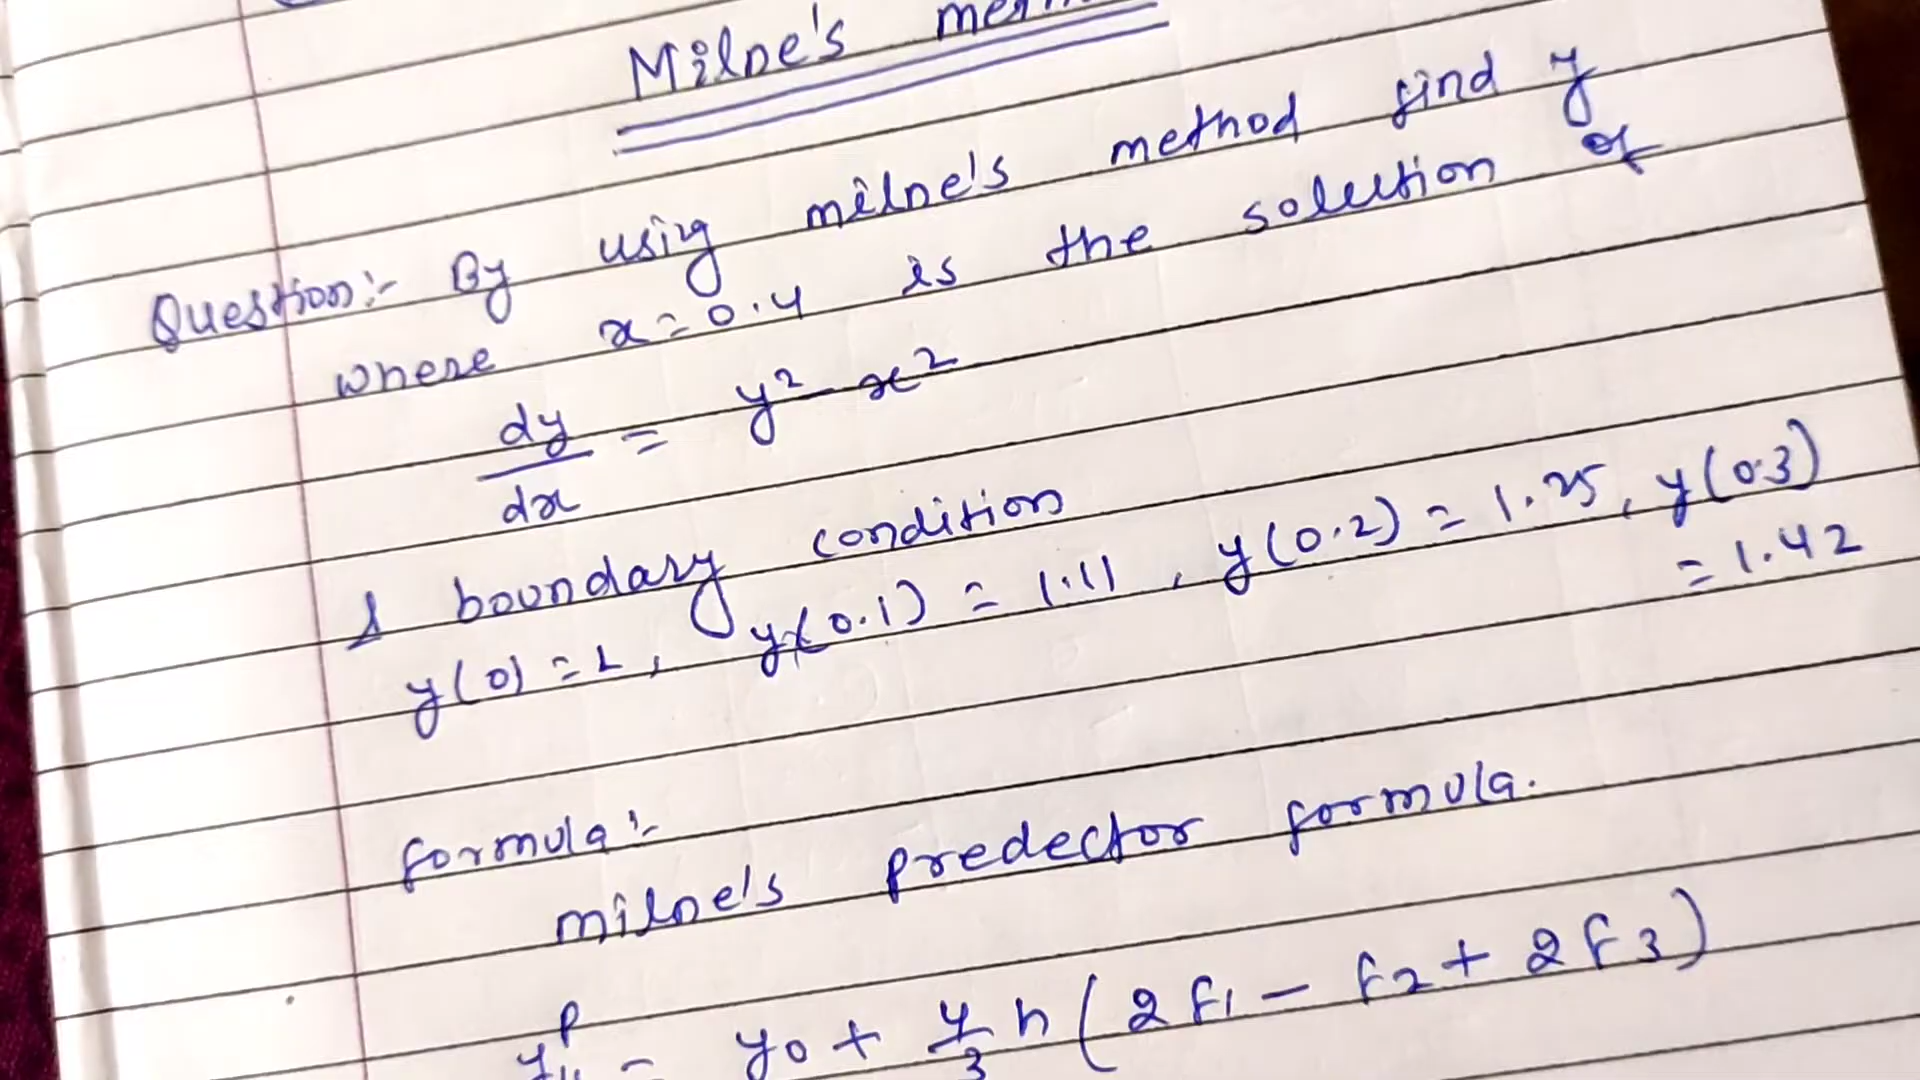 Milne's
Question:- By using milne's method find y
where x=0.4 is the solution of
dy/dx = y² - x²
& boundary condition
y(0) = 1, y(0.1) = 1.11, y(0.2) = 1.25, y(0.3)
= 1.42
formula:-
milne's predector formula.
y₄ᵖ = y₀ + 4/3 h (2f₁ - f₂ + 2f₃)